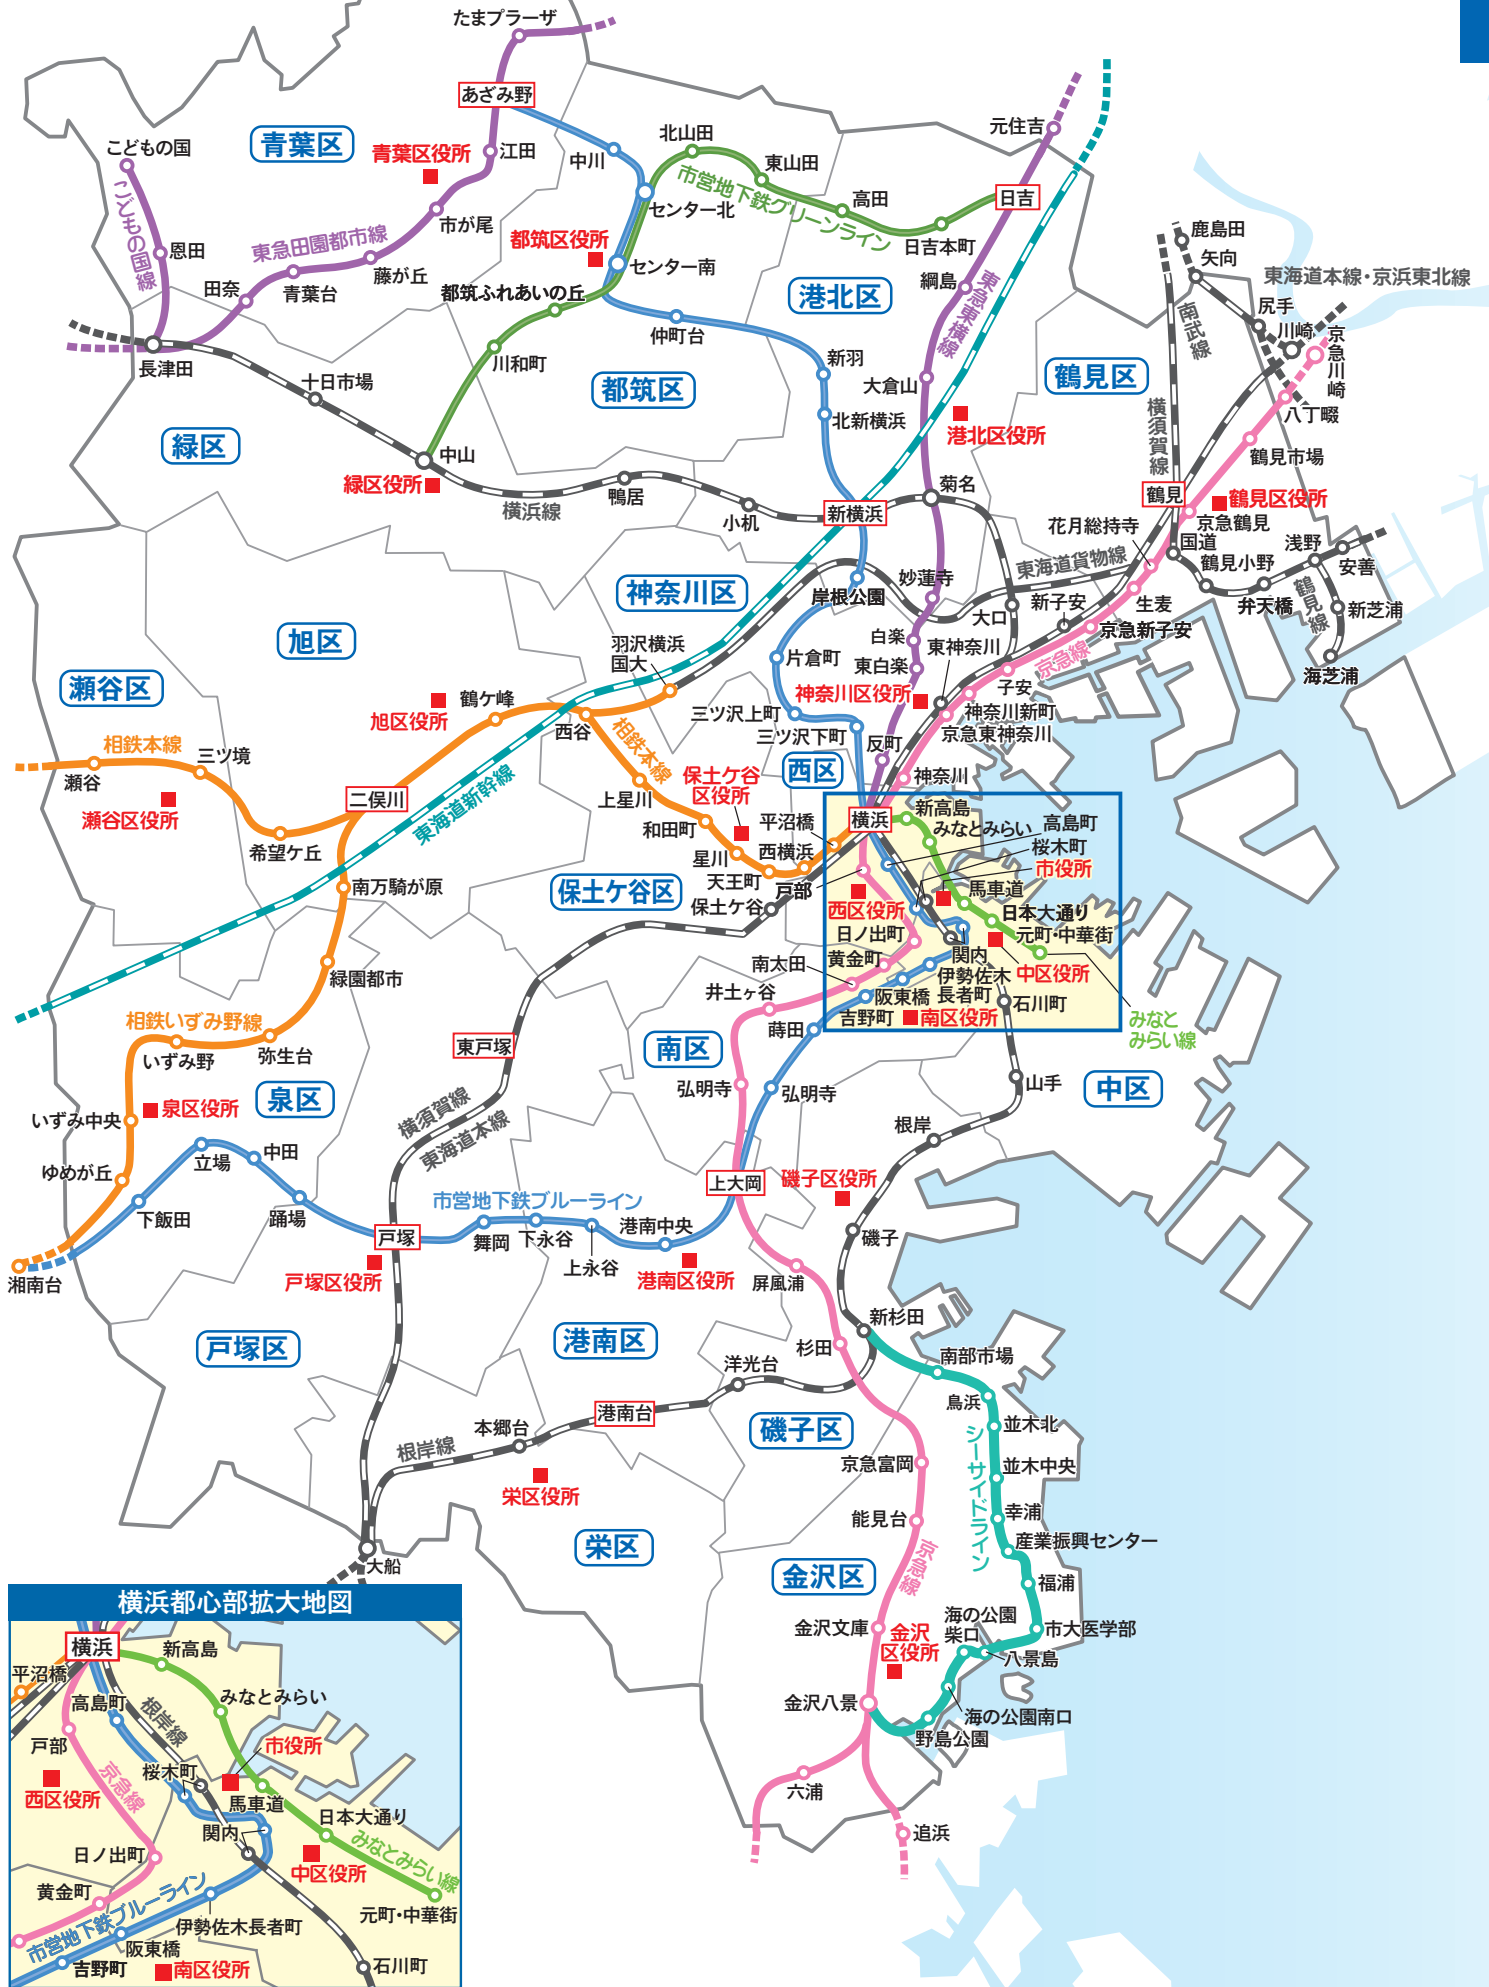 たまプラーザ
あざみ野
青葉区
青葉区役所
江田
こどもの国
こどもの国線
恩田
東急田園都市線
市が尾
藤が丘
青葉台
田奈
長津田
中川
北山田
東山田
市営地下鉄グリーンライン
高田
日吉本町
日吉
元住吉
センター北
都筑区役所
センター南
都筑ふれあいの丘
仲町台
川和町
都筑区
港北区
綱島
東急東横線
新羽
大倉山
北新横浜
港北区役所
鶴見区
鹿島田
矢向
東海道本線・京浜東北線
南武線
尻手
川崎
京急川崎
八丁畷
横須賀線
鶴見市場
鶴見
鶴見区役所
京急鶴見
花月総持寺
国道
鶴見小野
浅野
安善
弁天橋
鶴見線
新芝浦
海芝浦
十日市場
緑区
中山
緑区役所
横浜線
鴨居
小机
新横浜
菊名
神奈川区
岸根公園
妙蓮寺
東海道貨物線
大口
新子安
生麦
京急新子安
京急線
白楽
東白楽
東神奈川
子安
神奈川新町
京急東神奈川
神奈川区役所
片倉町
三ツ沢上町
三ツ沢下町
反町
神奈川
羽沢横浜
国大
旭区
瀬谷区
旭区役所
鶴ケ峰
西谷
相鉄本線
相鉄本線
三ツ境
瀬谷
瀬谷区役所
二俣川
希望ケ丘
東海道新幹線
南万騎が原
上星川
和田町
保土ケ谷
区役所
星川
天王町
西横浜
平沼橋
西区
横浜
新高島
みなとみらい
高島町
桜木町
市役所
馬車道
日本大通り
元町・中華街
戸部
西区役所
日ノ出町
黄金町
関内
伊勢佐木
長者町
中区役所
石川町
阪東橋
吉野町
南区役所
みなと
みらい線
保土ケ谷区
保土ケ谷
南太田
井土ヶ谷
蒔田
緑園都市
相鉄いずみ野線
いずみ野
弥生台
泉区
泉区役所
いずみ中央
ゆめが丘
立場
中田
下飯田
踊場
湘南台
東戸塚
横須賀線
東海道本線
南区
弘明寺
弘明寺
中区
山手
根岸
上大岡
磯子区役所
磯子
市営地下鉄ブルーライン
戸塚
舞岡
下永谷
上永谷
港南中央
戸塚区役所
港南区役所
屏風浦
戸塚区
港南区
新杉田
杉田
洋光台
南部市場
鳥浜
並木北
シーサイドライン
並木中央
幸浦
産業振興センター
福浦
市大医学部
八景島
海の公園
柴口
海の公園南口
野島公園
港南台
本郷台
根岸線
磯子区
京急富岡
栄区役所
栄区
能見台
京急線
金沢区
金沢文庫
金沢
区役所
金沢八景
六浦
追浜
大船
横浜都心部拡大地図
横浜
新高島
平沼橋
高島町
根岸線
みなとみらい
戸部
市役所
西区役所
京急線
桜木町
馬車道
日本大通り
関内
みなとみらい線
日ノ出町
中区役所
黄金町
元町・中華街
市営地下鉄ブルーライン
伊勢佐木長者町
阪東橋
吉野町
南区役所
石川町